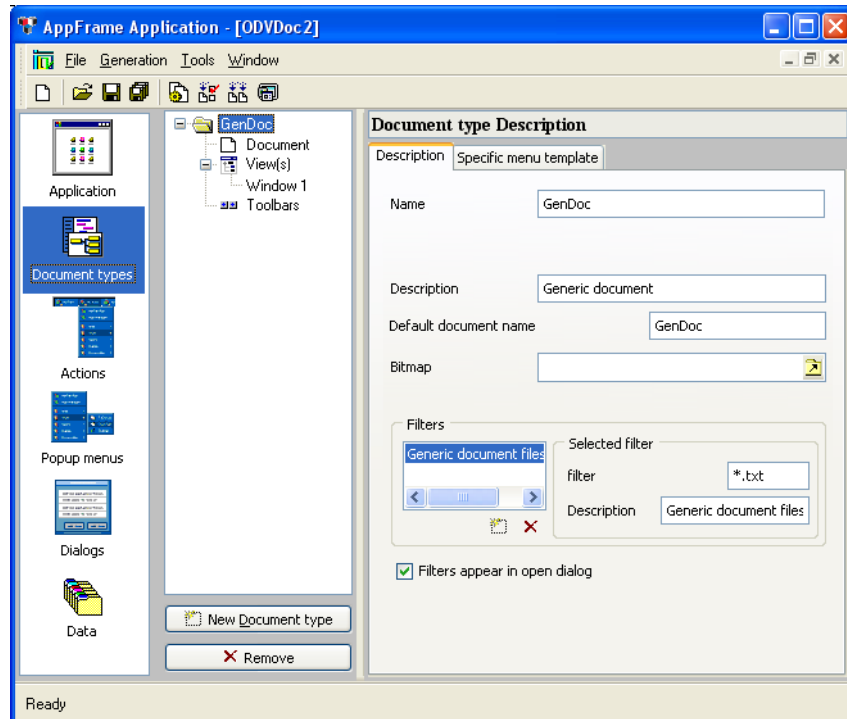 AppFrame Application - [ODVDoc2]
File Generation Tools Window
Application
Document types
Actions
Popup menus
Dialogs
Data
GenDoc
Document
View(s)
Window 1
Toolbars
New Document type
Remove
Document type Description
Description Specific menu template
Name GenDoc
Description Generic document
Default document name GenDoc
Bitmap
Filters
Generic document files
Selected filter
filter *.txt
Description Generic document files
Filters appear in open dialog
Ready